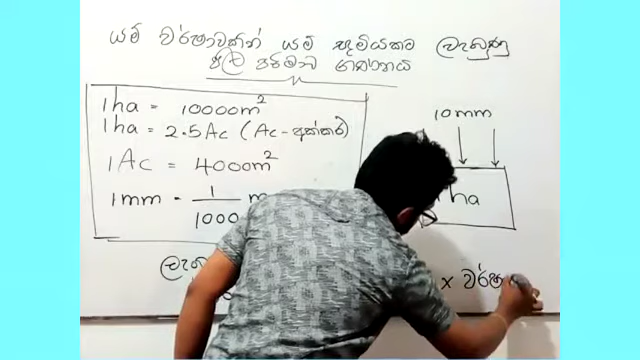 යම් වර්ෂාවකින් යම් භූමියකට ලැබුණු
ජල පරිමාව ගණනය
1ha = 10000m²
1ha = 2.5Ac (Ac - අක්කර)
1Ac = 4000m²
1mm = 1/1000 m
10mm
ha
x වර්ෂා